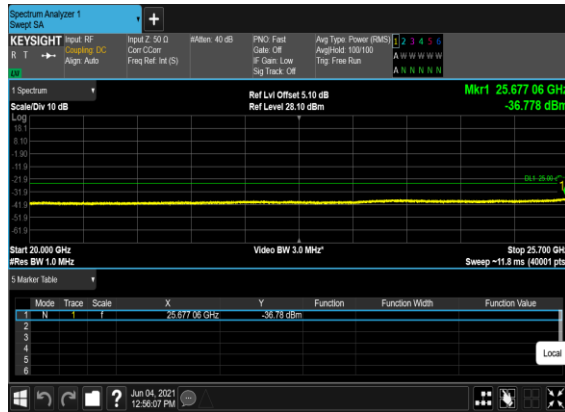 Spectrum Analyzer 1
Swept SA
+
KEYSIGHT Input: RF Input Z: 50 Ω #Atten: 40 dB PNO: Fast Avg Type: Power (RMS) 1 2 3 4 5 6
R T Coupling: DC Corr CCorr Gate: Off Avg|Hold: 100/100 A W W W W W
Align: Auto Freq Ref: Int (S) IF Gain: Low Trig: Free Run
LU Sig Track: Off A N N N N N
1 Spectrum Ref Lvl Offset 5.10 dB Mkr1 25.677 06 GHz
Scale/Div 10 dB Ref Level 28.10 dBm -36.778 dBm
Log
18.1
8.10
-1.90
-11.9
-21.9 DL1 -25.00
-31.9 1
-41.9
-51.9
-61.9
Start 20.000 GHz Video BW 3.0 MHz* Stop 25.700 GH
#Res BW 1.0 MHz Sweep ~11.8 ms (40001 pts
5 Marker Table
Mode Trace Scale X Y Function Function Width Function Value
1 N 1 f 25.677 06 GHz -36.78 dBm
2
3
4
5
6
Local
? Jun 04, 2021
12:56:07 PM